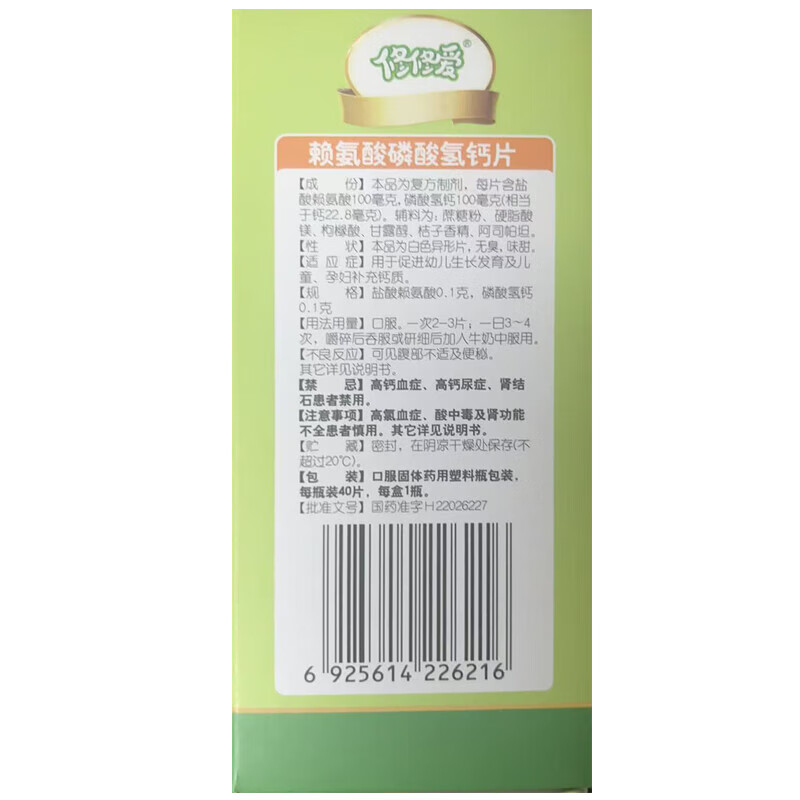 修修爱®
赖氨酸磷酸氢钙片
【成 份】本品为复方制剂，每片含盐
酸赖氨酸100毫克，磷酸氢钙100毫克(相当
于钙22.8毫克)。辅料为：蔗糖粉、硬脂酸
镁、枸橼酸、甘露醇、桔子香精、阿司帕坦。
【性 状】本品为白色异形片，无臭，味甜。
【适 应 症】用于促进幼儿生长发育及儿
童、孕妇补充钙质。
【规 格】盐酸赖氨酸0.1克，磷酸氢钙
0.1克
【用法用量】口服。一次2-3片；一日3～4
次，嚼碎后吞服或研细后加入牛奶中服用。
【不良反应】可见腹部不适及便秘。
其它详见说明书。
【禁 忌】高钙血症、高钙尿症、肾结
石患者禁用。
【注意事项】高氯血症、酸中毒及肾功能
不全患者慎用。其它详见说明书。
【贮 藏】密封，在阴凉干燥处保存(不
超过20℃)。
【包 装】口服固体药用塑料瓶包装，
每瓶装40片，每盒1瓶。
【批准文号】国药准字H22026227
6 925614 226216